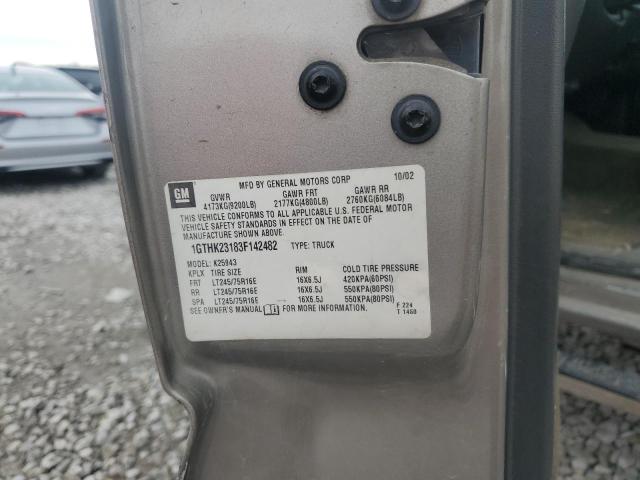 GM MFD BY GENERAL MOTORS CORP 10/02
GVWR GAWR FRT GAWR RR
4173KG(9200LB) 2177KG(4800LB) 2760KG(6084LB)
THIS VEHICLE CONFORMS TO ALL APPLICABLE U.S. FEDERAL MOTOR
VEHICLE SAFETY STANDARDS IN EFFECT ON THE DATE OF
MANUFACTURE SHOWN ABOVE.
1GTHK23183F142482 TYPE: TRUCK
MODEL: K25943
KPLX TIRE SIZE RIM COLD TIRE PRESSURE
FRT LT245/75R16E 16X6.5J 420KPA(60PSI)
RR LT245/75R16E 16X6.5J 550KPA(80PSI)
SPA LT245/75R16E 16X6.5J 550KPA(80PSI)
SEE OWNER'S MANUAL FOR MORE INFORMATION.
F 224
T 1460